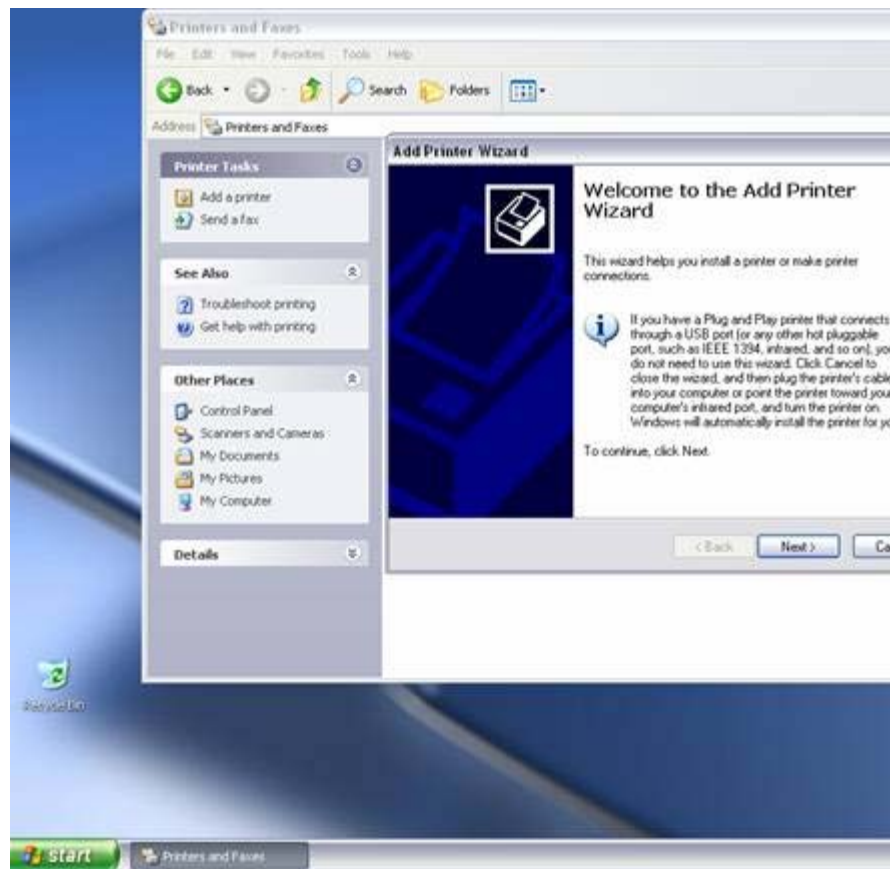 Printers and Faxes
File Edit View Favorites Tools Help
Back Search Folders
Address Printers and Faxes
Printer Tasks
Add a printer
Send a fax
See Also
Troubleshoot printing
Get help with printing
Other Places
Control Panel
Scanners and Cameras
My Documents
My Pictures
My Computer
Details
Add Printer Wizard
Welcome to the Add Printer
Wizard
This wizard helps you install a printer or make printer
connections.
If you have a Plug and Play printer that connects
through a USB port (or any other hot pluggable
port, such as IEEE 1394, infrared, and so on), you
do not need to use this wizard. Click Cancel to
close the wizard, and then plug the printer's cable
into your computer or point the printer toward your
computer's infrared port, and turn the printer on.
Windows will automatically install the printer for yo
To continue, click Next.
< Back Next > Ca
Recycle Bin
start Printers and Faxes